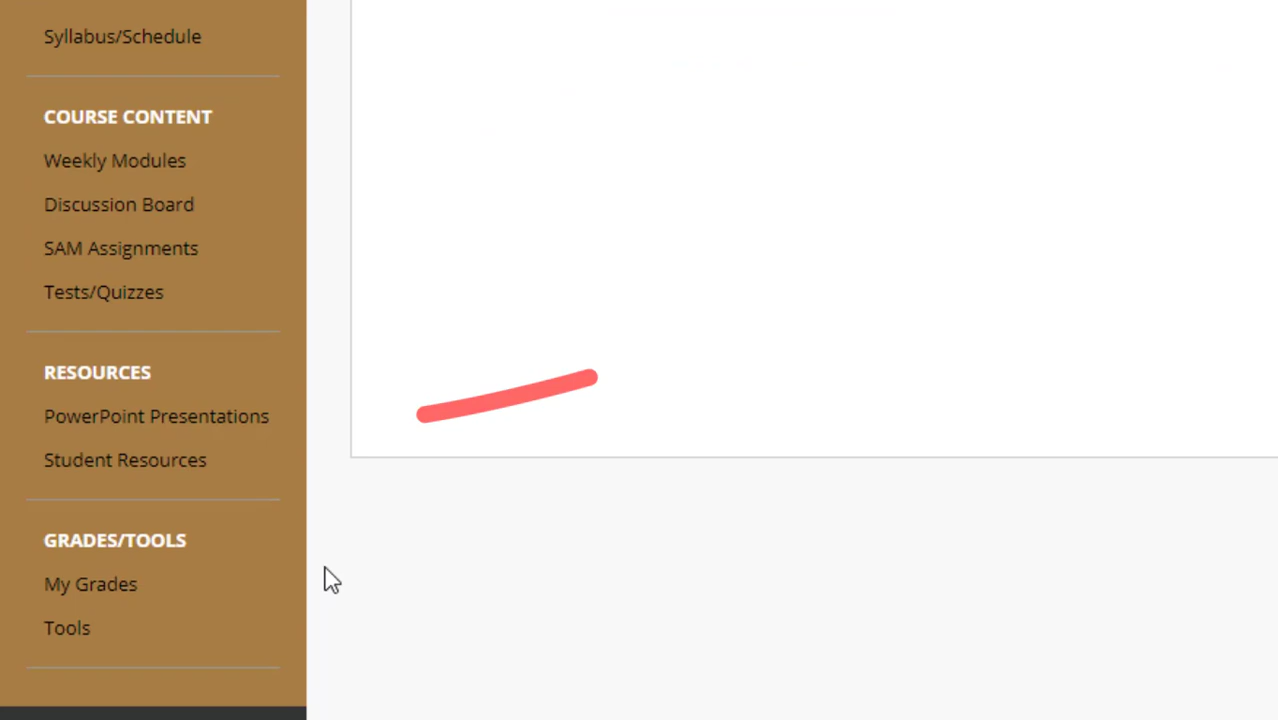 Syllabus/Schedule
COURSE CONTENT
Weekly Modules
Discussion Board
SAM Assignments
Tests/Quizzes
RESOURCES
PowerPoint Presentations
Student Resources
GRADES/TOOLS
My Grades
Tools